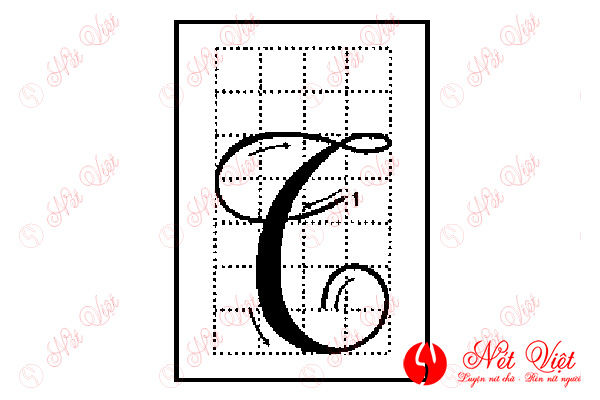 T
1
Nét Việt
Luyện nét chữ - Rèn nết người